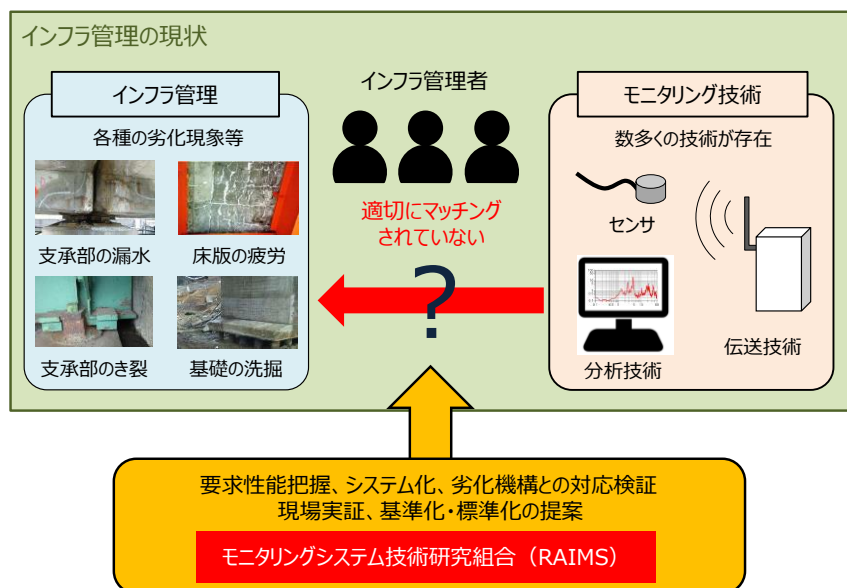 インフラ管理の現状
インフラ管理
各種の劣化現象等
支承部の漏水
床版の疲労
支承部のき裂
基礎の洗掘
インフラ管理者
適切にマッチング
されていない
?
モニタリング技術
数多くの技術が存在
センサ
伝送技術
分析技術
要求性能把握、システム化、劣化機構との対応検証
現場実証、基準化・標準化の提案
モニタリングシステム技術研究組合（RAIMS）